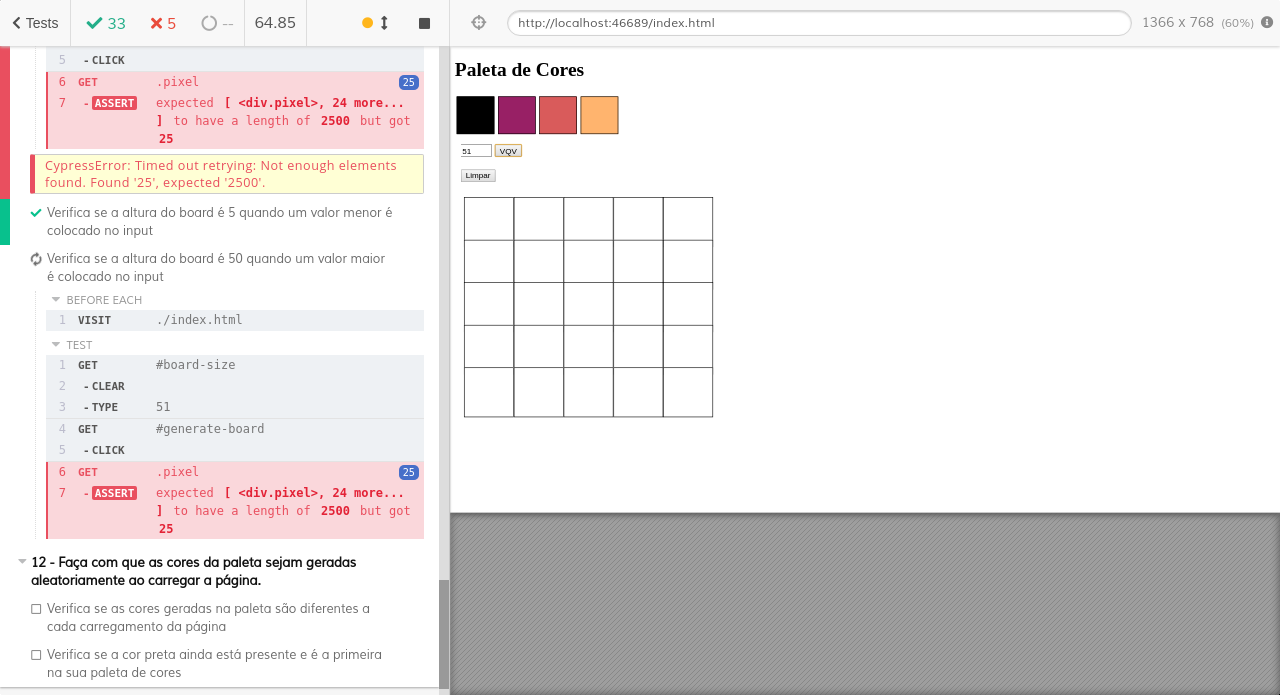 Tests 33 5 -- 64.85
http://localhost:46689/index.html 1366 x 768 (60%)
5 - CLICK
6 GET .pixel 25
7 - ASSERT expected [ <div.pixel>, 24 more...
] to have a length of 2500 but got
25
CypressError: Timed out retrying: Not enough elements
found. Found '25', expected '2500'.
Verifica se a altura do board é 5 quando um valor menor é
colocado no input
Verifica se a altura do board é 50 quando um valor maior
é colocado no input
BEFORE EACH
1 VISIT ./index.html
TEST
1 GET #board-size
2 - CLEAR
3 - TYPE 51
4 GET #generate-board
5 - CLICK
6 GET .pixel 25
7 - ASSERT expected [ <div.pixel>, 24 more...
] to have a length of 2500 but got
25
12 - Faça com que as cores da paleta sejam geradas
aleatoriamente ao carregar a página.
Verifica se as cores geradas na paleta são diferentes a
cada carregamento da página
Verifica se a cor preta ainda está presente e é a primeira
na sua paleta de cores
Paleta de Cores
51 VQV
Limpar